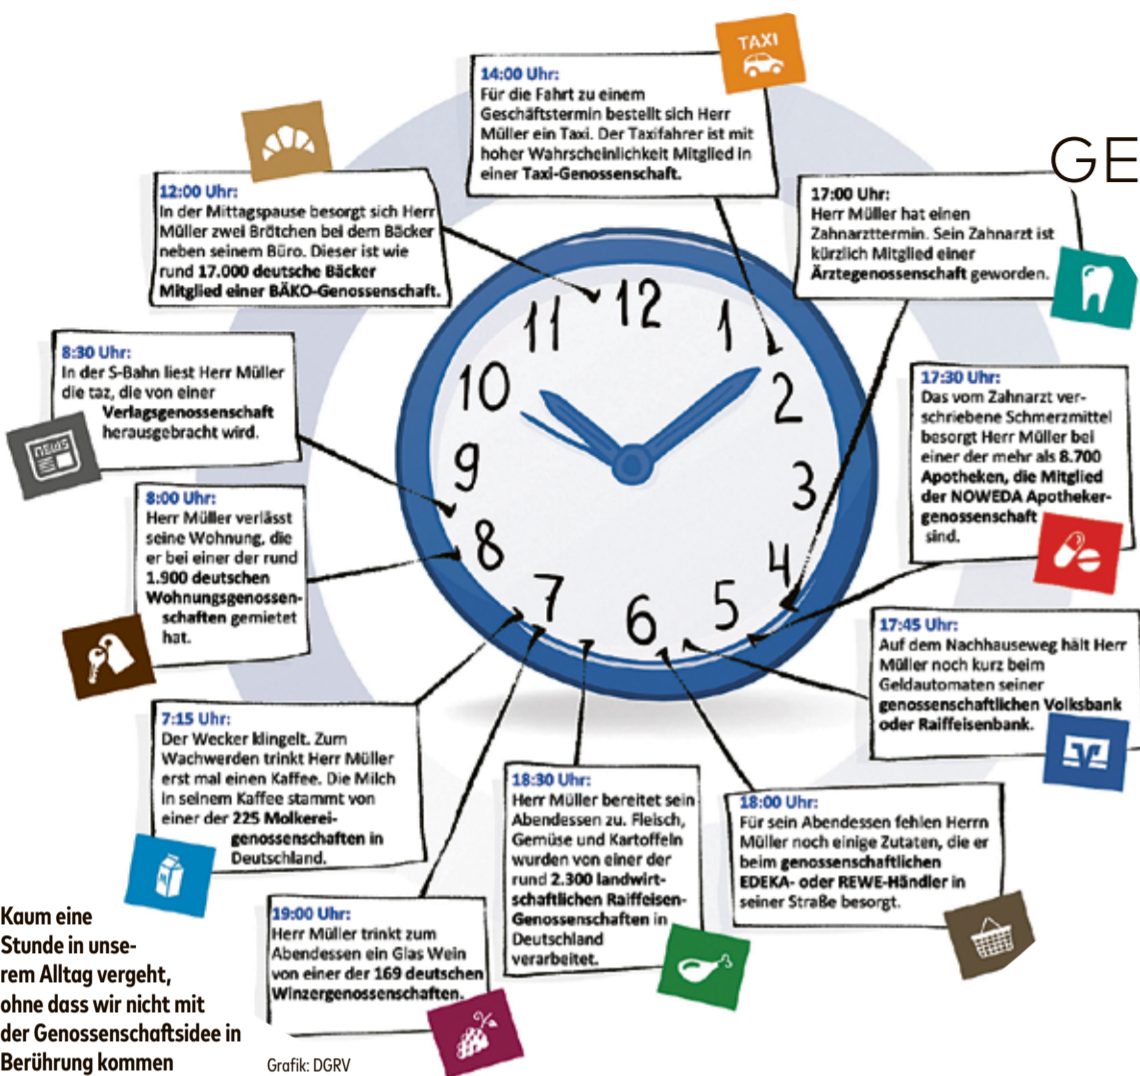 TAXI
14:00 Uhr:
Für die Fahrt zu einem
Geschäftstermin bestellt sich Herr
Müller ein Taxi. Der Taxifahrer ist mit
hoher Wahrscheinlichkeit Mitglied in
einer Taxi-Genossenschaft.
GE
12:00 Uhr:
In der Mittagspause besorgt sich Herr
Müller zwei Brötchen bei dem Bäcker
neben seinem Büro. Dieser ist wie
rund 17.000 deutsche Bäcker
Mitglied einer BÄKO-Genossenschaft.
17:00 Uhr:
Herr Müller hat einen
Zahnarzttermin. Sein Zahnarzt ist
kürzlich Mitglied einer
Ärztegenossenschaft geworden.
8:30 Uhr:
In der S-Bahn liest Herr Müller
die taz, die von einer
Verlagsgenossenschaft
herausgebracht wird.
NEWS
17:30 Uhr:
Das vom Zahnarzt ver-
schriebene Schmerzmittel
besorgt Herr Müller bei
einer der mehr als 8.700
Apotheken, die Mitglied
der NOWEDA Apotheker-
genossenschaft
sind.
12
1
2
3
4
5
6
7
8
9
10
11
8:00 Uhr:
Herr Müller verlässt
seine Wohnung, die
er bei einer der rund
1.900 deutschen
Wohnungsgenossen-
schaften gemietet
hat.
17:45 Uhr:
Auf dem Nachhauseweg hält Herr
Müller noch kurz beim
Geldautomaten seiner
genossenschaftlichen Volksbank
oder Raiffeisenbank.
7:15 Uhr:
Der Wecker klingelt. Zum
Wachwerden trinkt Herr Müller
erst mal einen Kaffee. Die Milch
in seinem Kaffee stammt von
einer der 225 Molkerei-
genossenschaften in
Deutschland.
18:30 Uhr:
Herr Müller bereitet sein
Abendessen zu. Fleisch,
Gemüse und Kartoffeln
wurden von einer der
rund 2.300 landwirt-
schaftlichen Raiffeisen-
Genossenschaften in
Deutschland
verarbeitet.
18:00 Uhr:
Für sein Abendessen fehlen Herrn
Müller noch einige Zutaten, die er
beim genossenschaftlichen
EDEKA- oder REWE-Händler in
seiner Straße besorgt.
19:00 Uhr:
Herr Müller trinkt zum
Abendessen ein Glas Wein
von einer der 169 deutschen
Winzergenossenschaften.
Kaum eine
Stunde in unse-
rem Alltag vergeht,
ohne dass wir nicht mit
der Genossenschaftsidee in
Berührung kommen
Grafik: DGRV